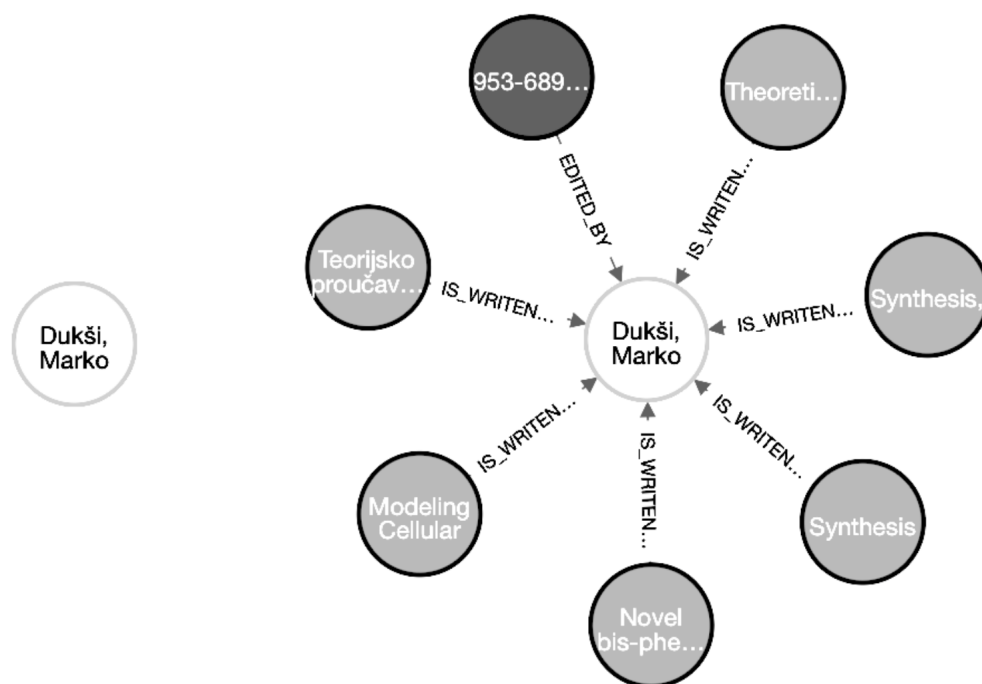 953-689...
Theoreti...
EDITED_BY
IS_WRITEN...
Teorijsko
proučav...
IS_WRITEN...
Synthesis,
IS_WRITEN...
Dukši,
Marko
Dukši,
Marko
IS_WRITEN...
IS_WRITEN...
IS_WRITEN...
Modeling
Cellular
Synthesis
Novel
bis-phe...